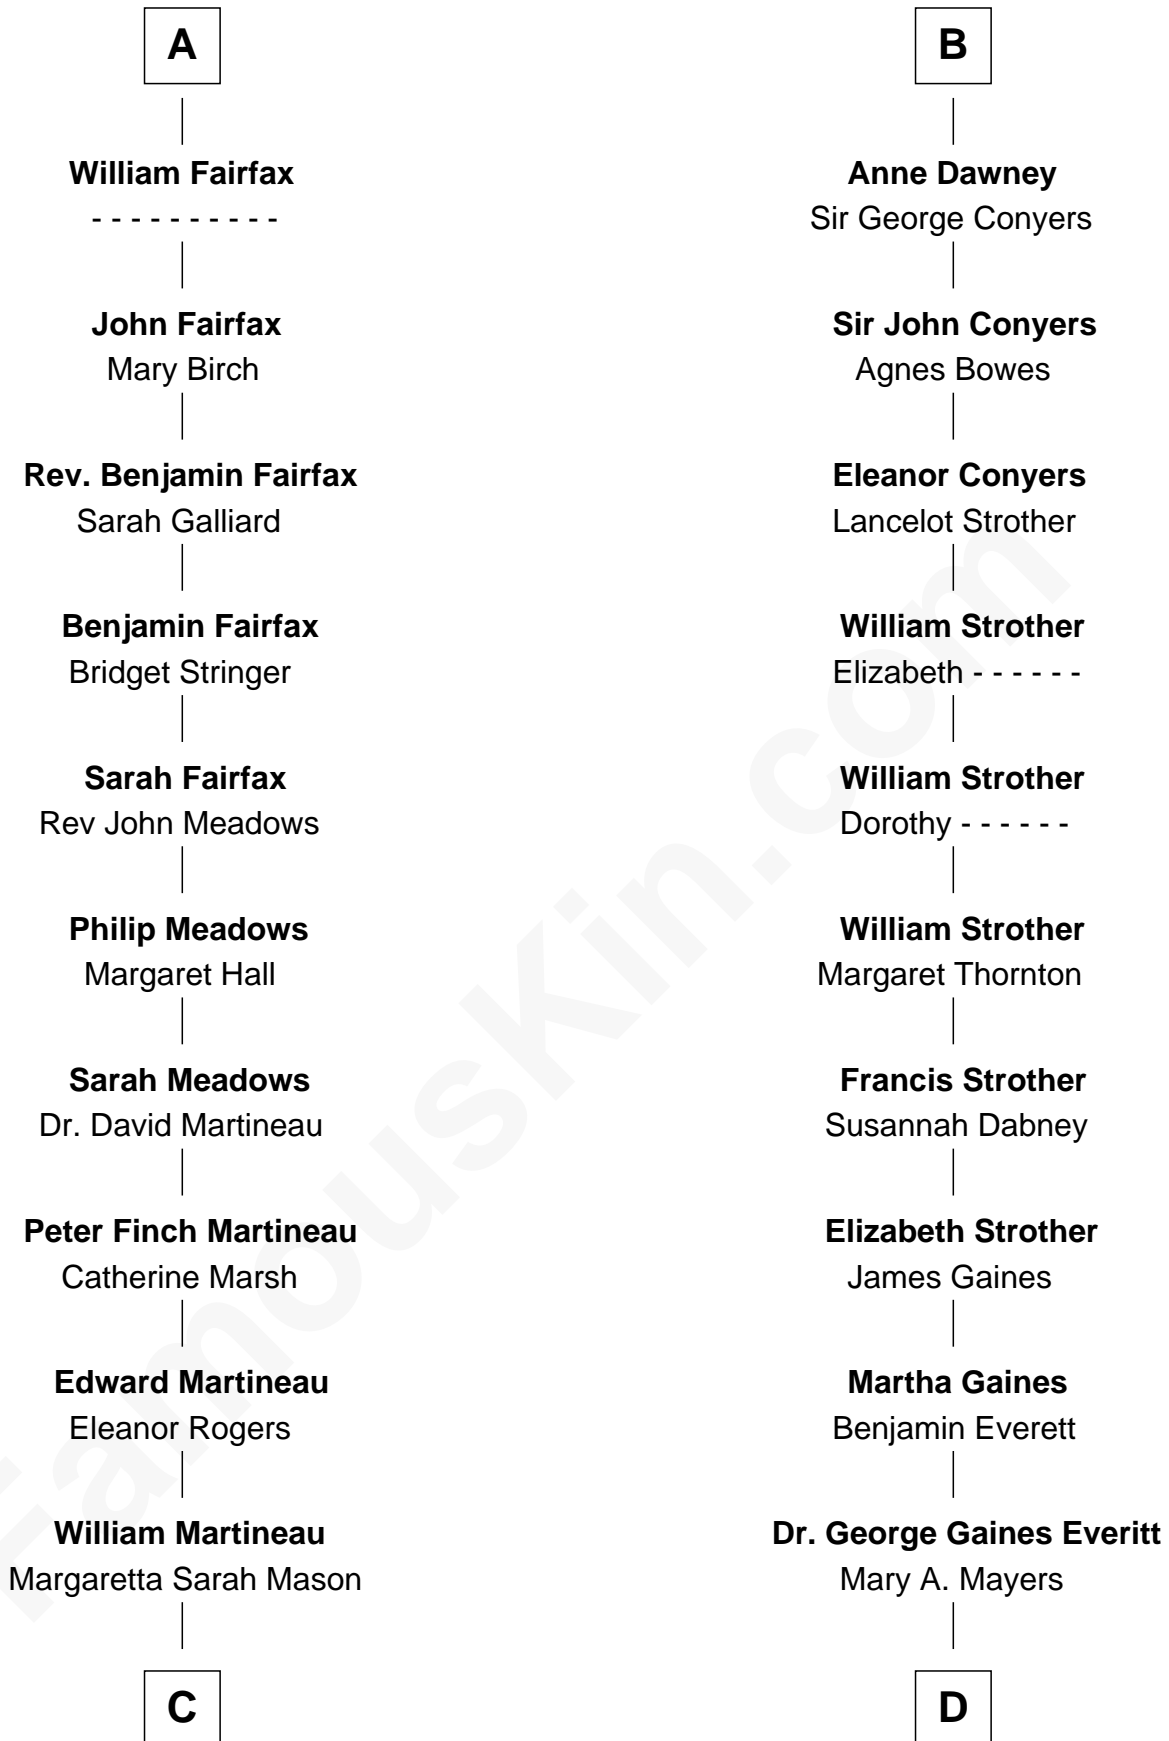 A
William Fairfax
- - - - - - - - - -
John Fairfax
Mary Birch
Rev. Benjamin Fairfax
Sarah Galliard
Benjamin Fairfax
Bridget Stringer
Sarah Fairfax
Rev John Meadows
Philip Meadows
Margaret Hall
Sarah Meadows
Dr. David Martineau
Peter Finch Martineau
Catherine Marsh
Edward Martineau
Eleanor Rogers
William Martineau
Margaretta Sarah Mason
C
B
Anne Dawney
Sir George Conyers
Sir John Conyers
Agnes Bowes
Eleanor Conyers
Lancelot Strother
William Strother
Elizabeth - - - - - -
William Strother
Dorothy - - - - - -
William Strother
Margaret Thornton
Francis Strother
Susannah Dabney
Elizabeth Strother
James Gaines
Martha Gaines
Benjamin Everett
Dr. George Gaines Everitt
Mary A. Mayers
D
FamousKin.com